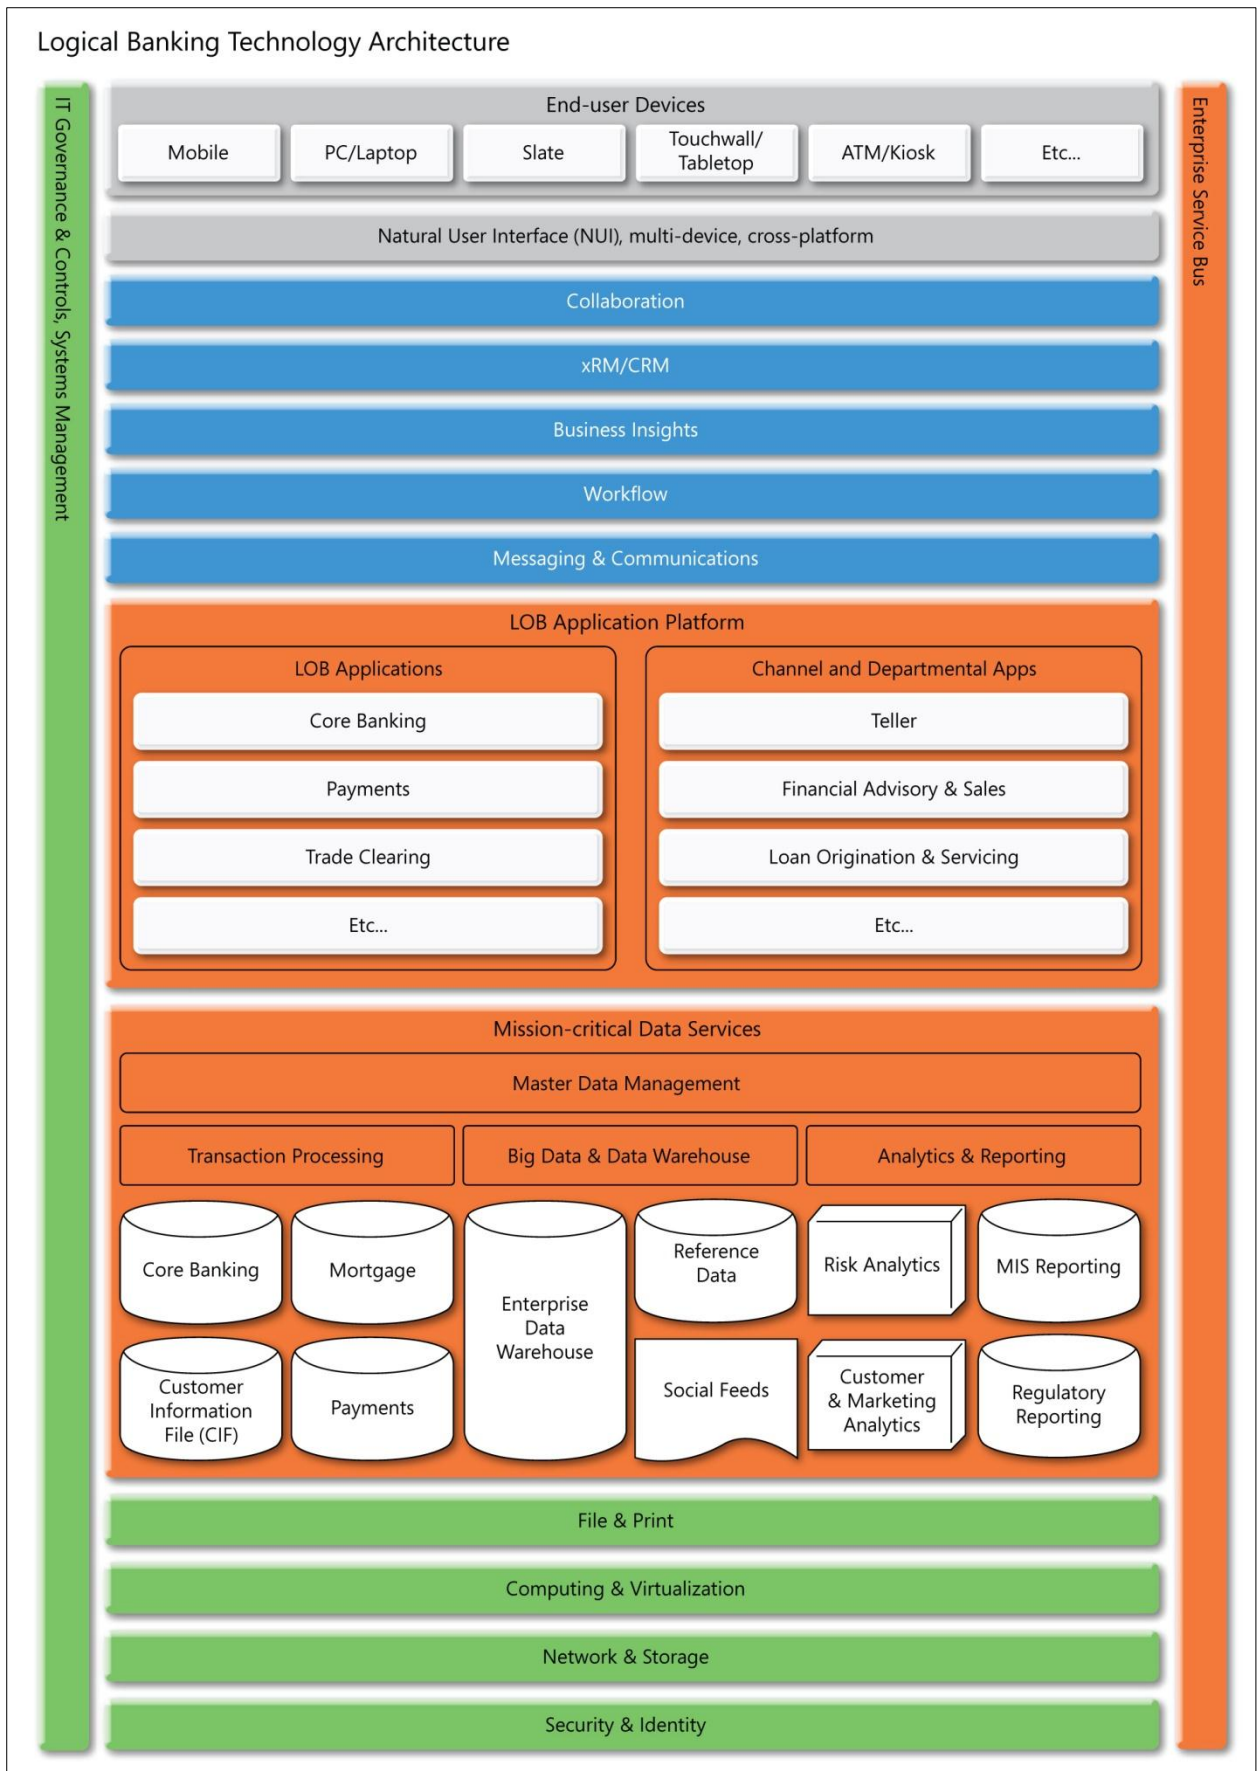 Logical Banking Technology Architecture
IT Governance & Controls, Systems Management
End-user Devices
Mobile
PC/Laptop
Slate
Touchwall/
Tabletop
ATM/Kiosk
Etc...
Enterprise Service Bus
Natural User Interface (NUI), multi-device, cross-platform
Collaboration
xRM/CRM
Business Insights
Workflow
Messaging & Communications
LOB Application Platform
LOB Applications
Core Banking
Payments
Trade Clearing
Etc...
Channel and Departmental Apps
Teller
Financial Advisory & Sales
Loan Origination & Servicing
Etc...
Mission-critical Data Services
Master Data Management
Transaction Processing
Big Data & Data Warehouse
Analytics & Reporting
Core Banking
Mortgage
Customer
Information
File (CIF)
Payments
Enterprise
Data
Warehouse
Reference
Data
Social Feeds
Risk Analytics
MIS Reporting
Customer
& Marketing
Analytics
Regulatory
Reporting
File & Print
Computing & Virtualization
Network & Storage
Security & Identity